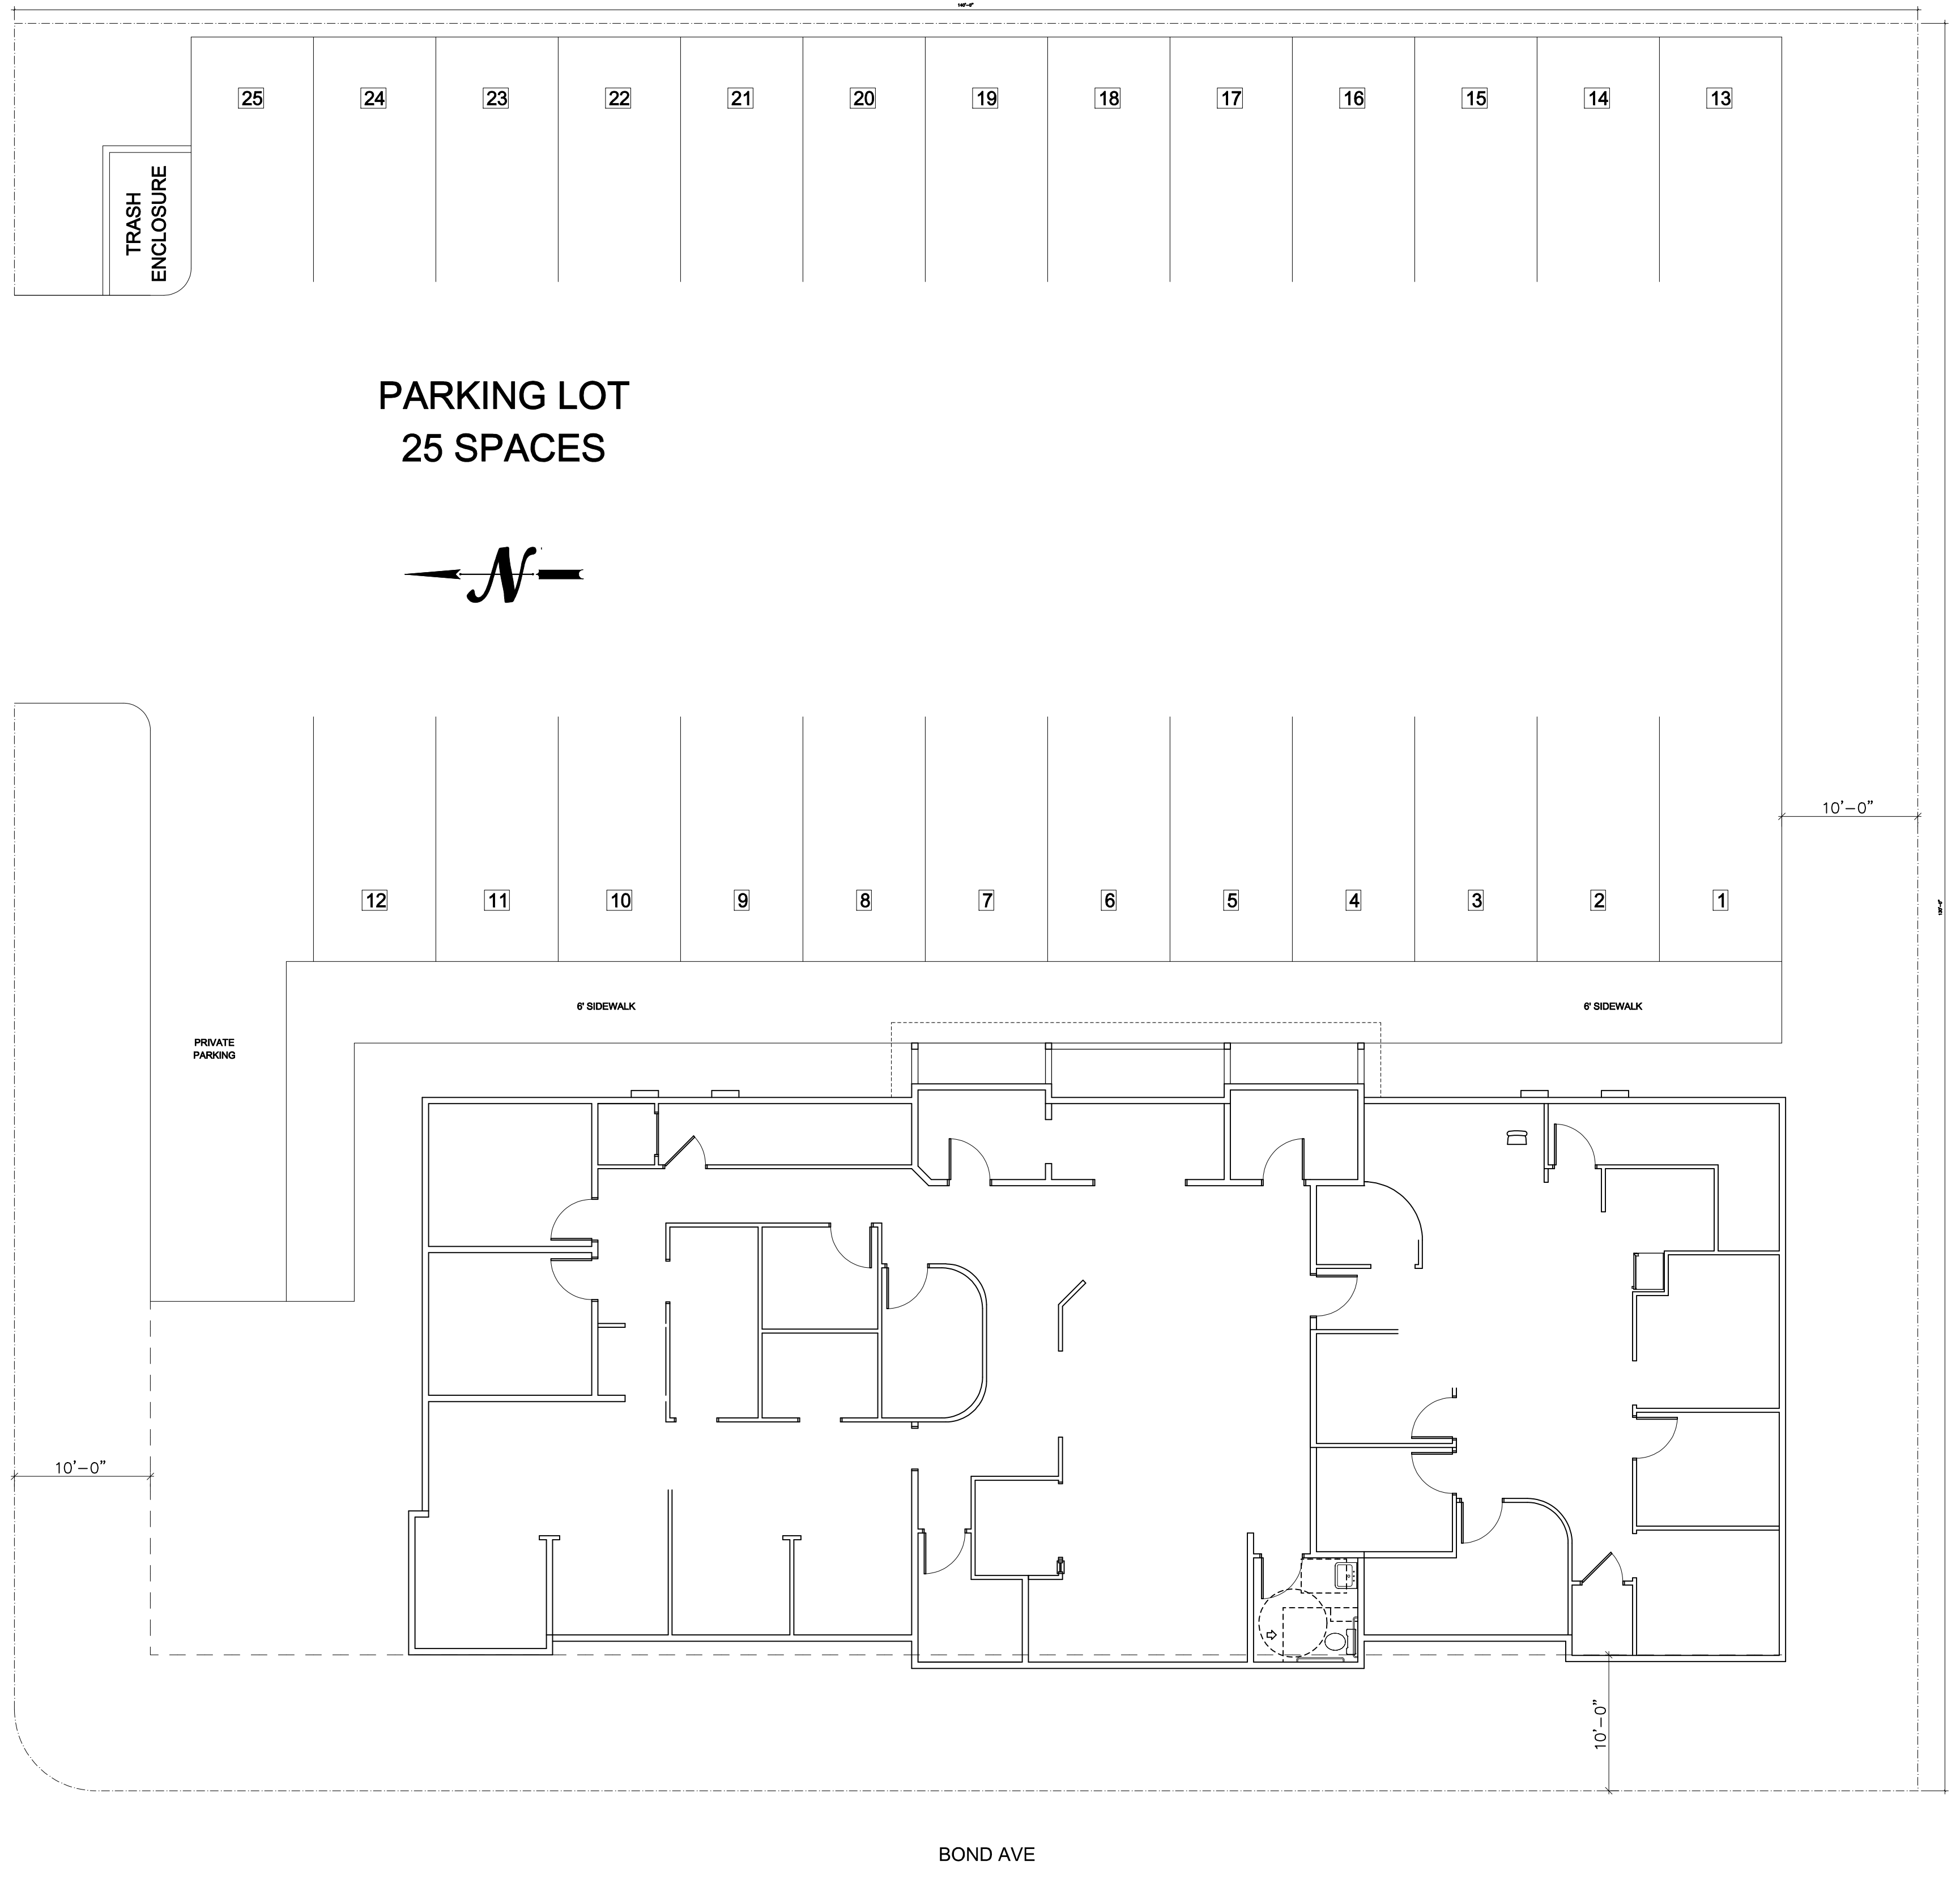 140'-0"
25 24 23 22 21 20 19 18 17 16 15 14 13
TRASH
ENCLOSURE
PARKING LOT
25 SPACES
N
10'-0"
12 11 10 9 8 7 6 5 4 3 2 1
6' SIDEWALK
6' SIDEWALK
PRIVATE
PARKING
10'-0"
10'-0"
BOND AVE